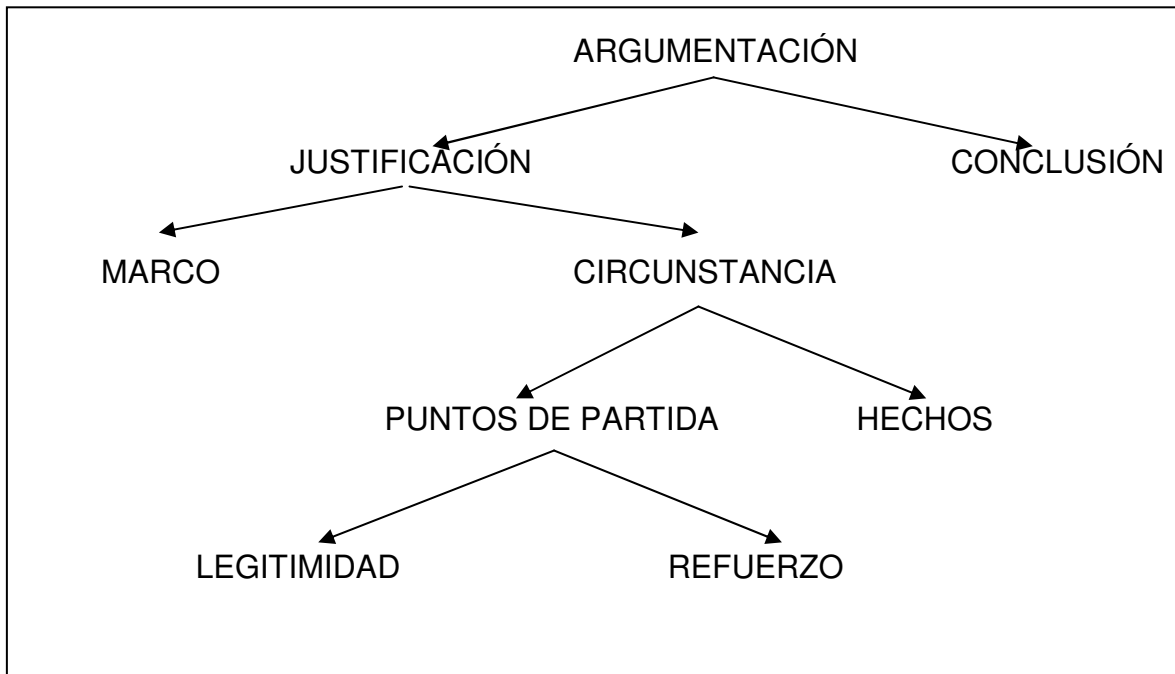 ARGUMENTACIÓN
JUSTIFICACIÓN CONCLUSIÓN
MARCO CIRCUNSTANCIA
PUNTOS DE PARTIDA HECHOS
LEGITIMIDAD REFUERZO